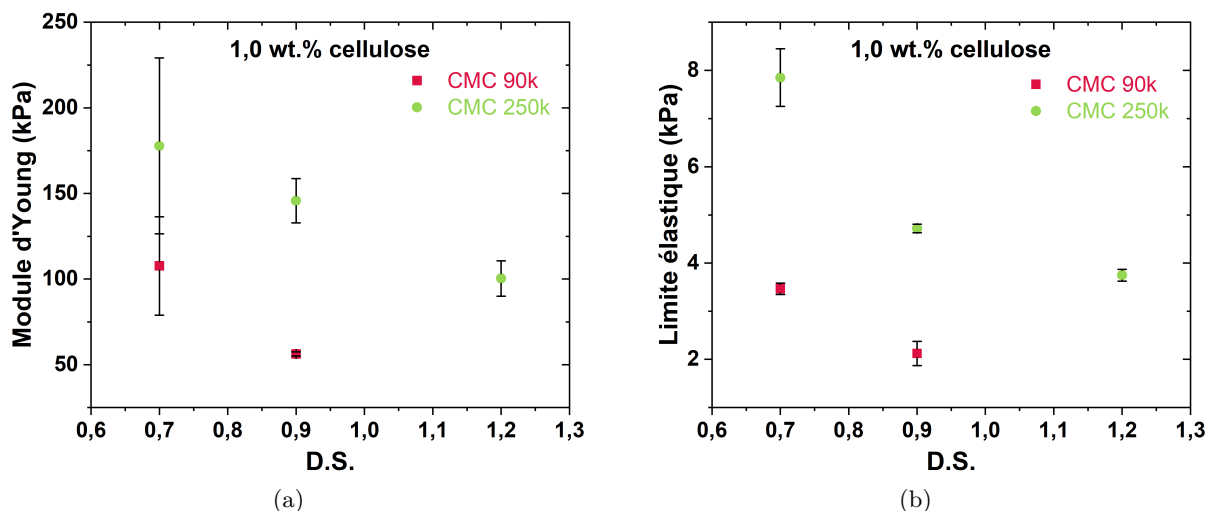 1,0 wt.% cellulose
CMC 90k
CMC 250k
Module d'Young (kPa)
250
200
150
100
50
0,6 0,7 0,8 0,9 1,0 1,1 1,2 1,3
D.S.
(a)
1,0 wt.% cellulose
CMC 90k
CMC 250k
Limite élastique (kPa)
8
6
4
2
0,6 0,7 0,8 0,9 1,0 1,1 1,2 1,3
D.S.
(b)